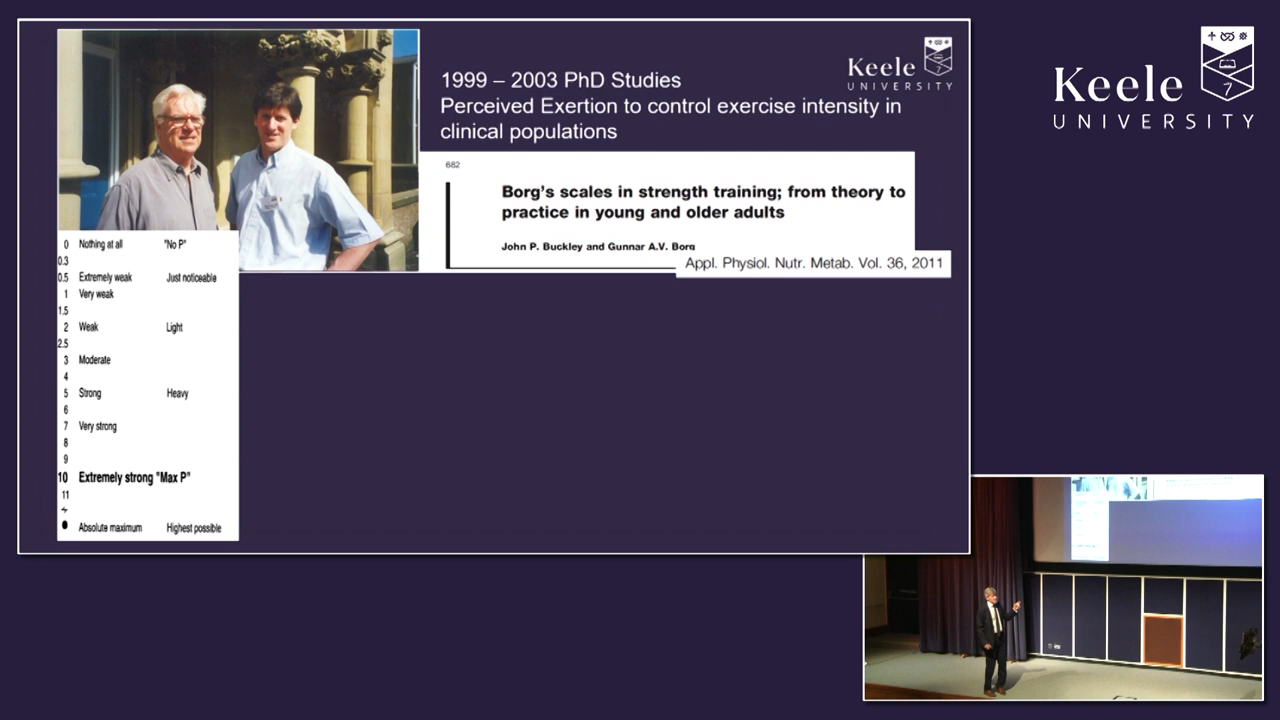 1999 – 2003 PhD Studies
Perceived Exertion to control exercise intensity in
clinical populations
Keele
UNIVERSITY
7
682
Borg's scales in strength training; from theory to
practice in young and older adults
John P. Buckley and Gunnar A.V. Borg
Appl. Physiol. Nutr. Metab. Vol. 36, 2011
0 Nothing at all "No P"
0.3
0.5 Extremely weak Just noticeable
1 Very weak
1.5
2 Weak Light
2.5
3 Moderate
4
5 Strong Heavy
6
7 Very strong
8
9
10 Extremely strong "Max P"
11
● Absolute maximum Highest possible
Keele
UNIVERSITY
7